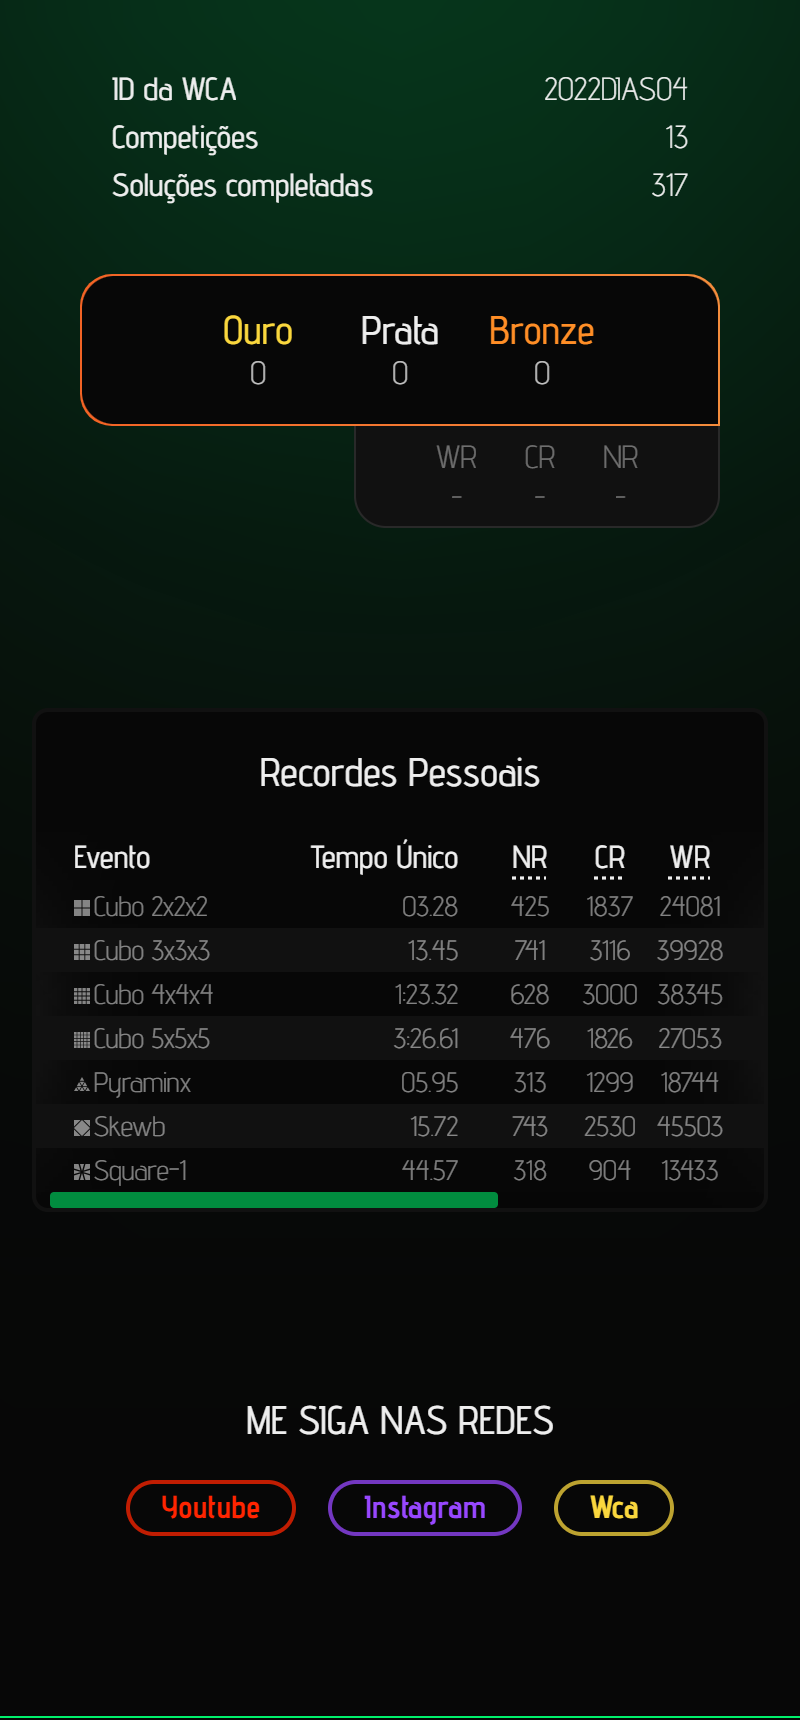 ID da WCA 2022DIAS04
Competições 13
Soluções completadas 317
Ouro Prata Bronze
0 0 0
WR CR NR
- - -
Recordes Pessoais
Evento Tempo Único NR CR WR
Cubo 2x2x2 03.28 425 1837 24081
Cubo 3x3x3 13.45 741 3116 39928
Cubo 4x4x4 1:23.32 628 3000 38345
Cubo 5x5x5 3:26.61 476 1826 27053
Pyraminx 05.95 313 1299 18744
Skewb 15.72 743 2530 45503
Square-1 44.57 318 904 13433
ME SIGA NAS REDES
Youtube Instagram Wca